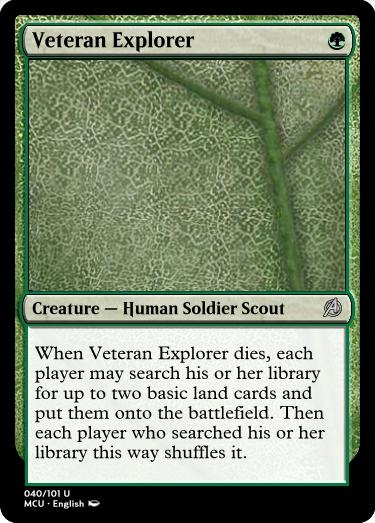 Veteran Explorer
Creature — Human Soldier Scout
When Veteran Explorer dies, each
player may search his or her library
for up to two basic land cards and
put them onto the battlefield. Then
each player who searched his or her
library this way shuffles it.
040/101 U
MCU • English